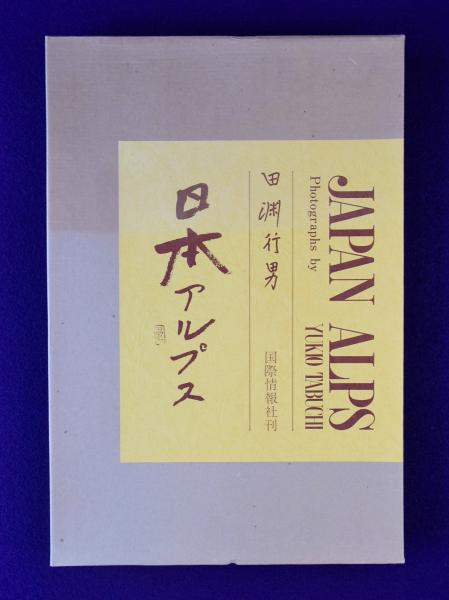 JAPAN ALPS
Photographs by
YUKIO TABUCHI
田淵行男
国際情報社刊
日本アルプス